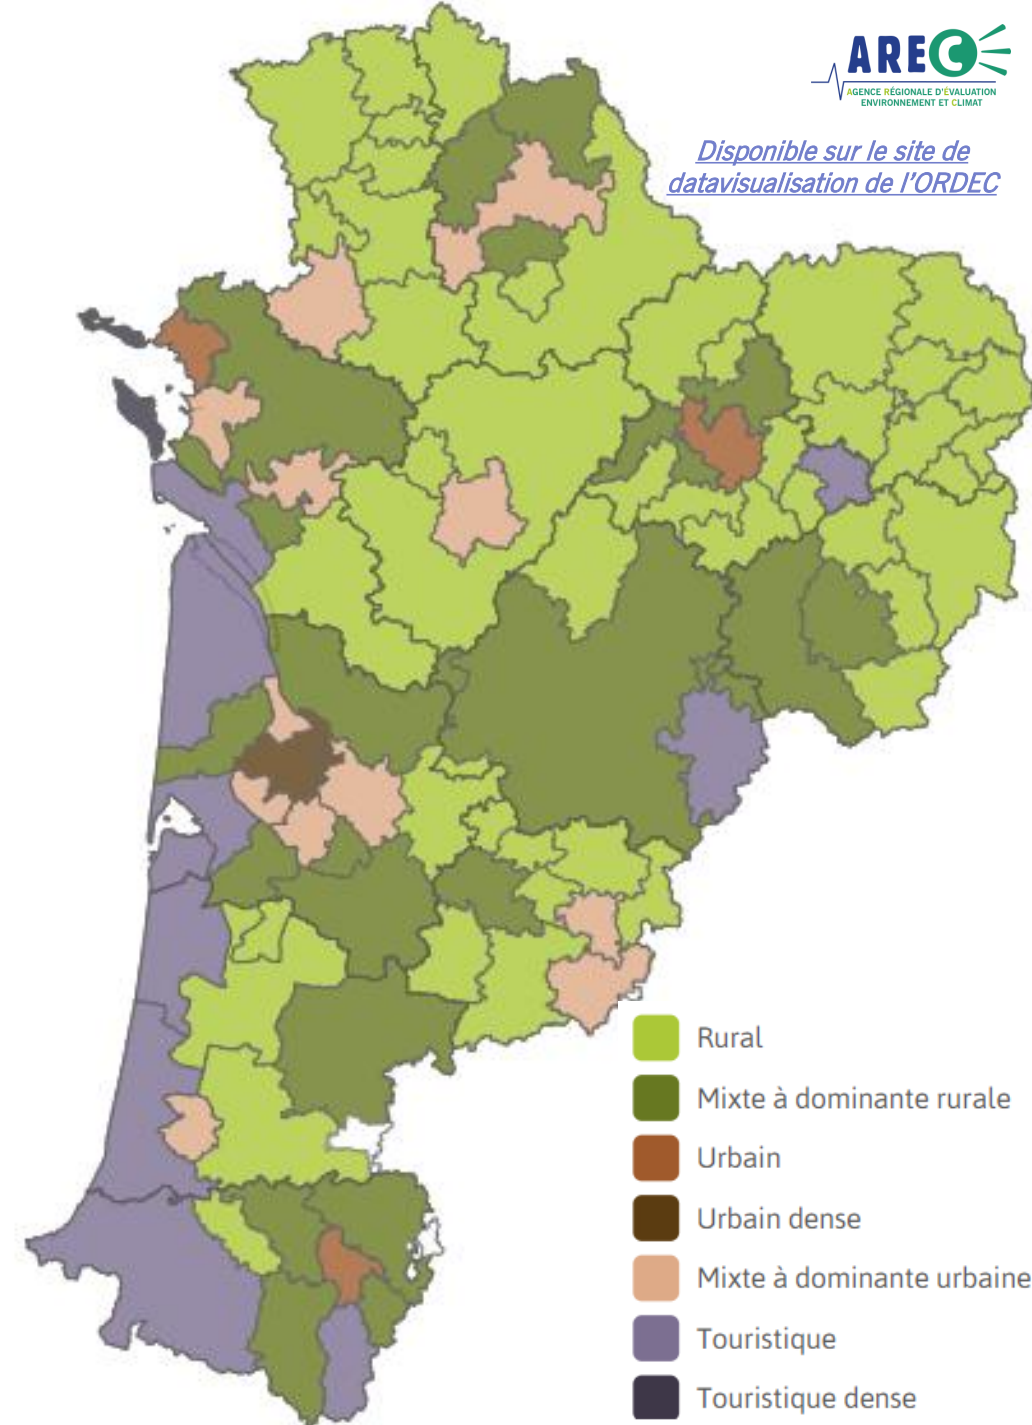 AREC
AGENCE RÉGIONALE D'ÉVALUATION
ENVIRONNEMENT ET CLIMAT
Disponible sur le site de
datavisualisation de l'ORDEC
Rural
Mixte à dominante rurale
Urbain
Urbain dense
Mixte à dominante urbaine
Touristique
Touristique dense